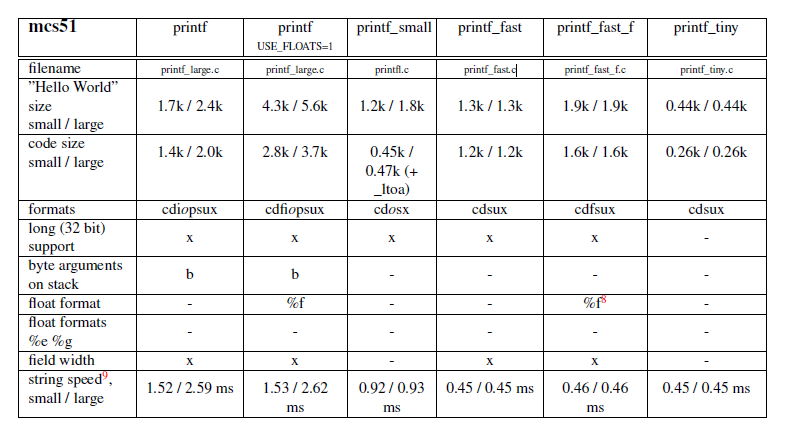 mcs51 printf printf printf_small printf_fast printf_fast_f printf_tiny
USE_FLOATS=1
filename printf_large.c printf_large.c printfl.c printf_fast.c printf_fast_f.c printf_tiny.c
"Hello World"
size 1.7k / 2.4k 4.3k / 5.6k 1.2k / 1.8k 1.3k / 1.3k 1.9k / 1.9k 0.44k / 0.44k
small / large
code size
small / large 1.4k / 2.0k 2.8k / 3.7k 0.45k / 1.2k / 1.2k 1.6k / 1.6k 0.26k / 0.26k
0.47k (+
_ltoa)
formats cdiopsux cdfiopsux cdosx cdsux cdfsux cdsux
long (32 bit) x x x x x -
support
byte arguments b b - - - -
on stack
float format - %f - - %f8 -
float formats - - - - - -
%e %g
field width x x - x x -
string speed9, 1.52 / 2.59 ms 1.53 / 2.62 0.92 / 0.93 0.45 / 0.45 ms 0.46 / 0.46 0.45 / 0.45 ms
small / large ms ms ms